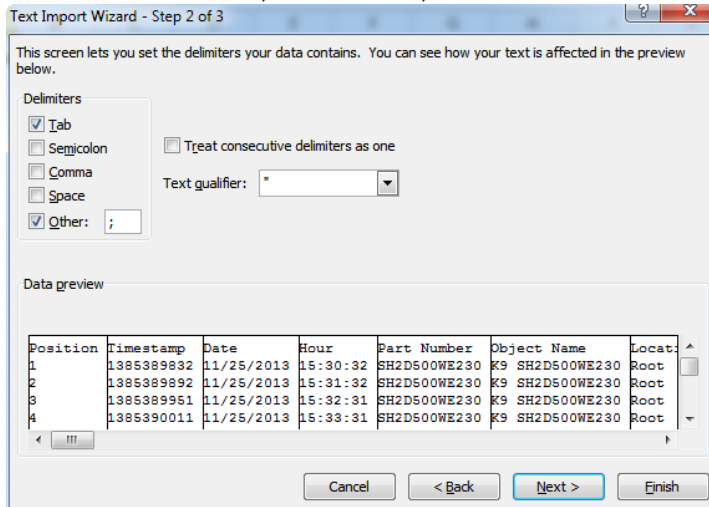 Text Import Wizard - Step 2 of 3
This screen lets you set the delimiters your data contains. You can see how your text is affected in the preview
below.
Delimiters
Tab
Semicolon
Comma
Space
Other: ;
Treat consecutive delimiters as one
Text qualifier: "
Data preview
Position Timestamp Date Hour Part Number Object Name Locati
1 1385389832 11/25/2013 15:30:32 SH2D500WE230 K9 SH2D500WE230 Root
2 1385389892 11/25/2013 15:31:32 SH2D500WE230 K9 SH2D500WE230 Root
3 1385389951 11/25/2013 15:32:31 SH2D500WE230 K9 SH2D500WE230 Root
4 1385390011 11/25/2013 15:33:31 SH2D500WE230 K9 SH2D500WE230 Root
Cancel < Back Next > Finish